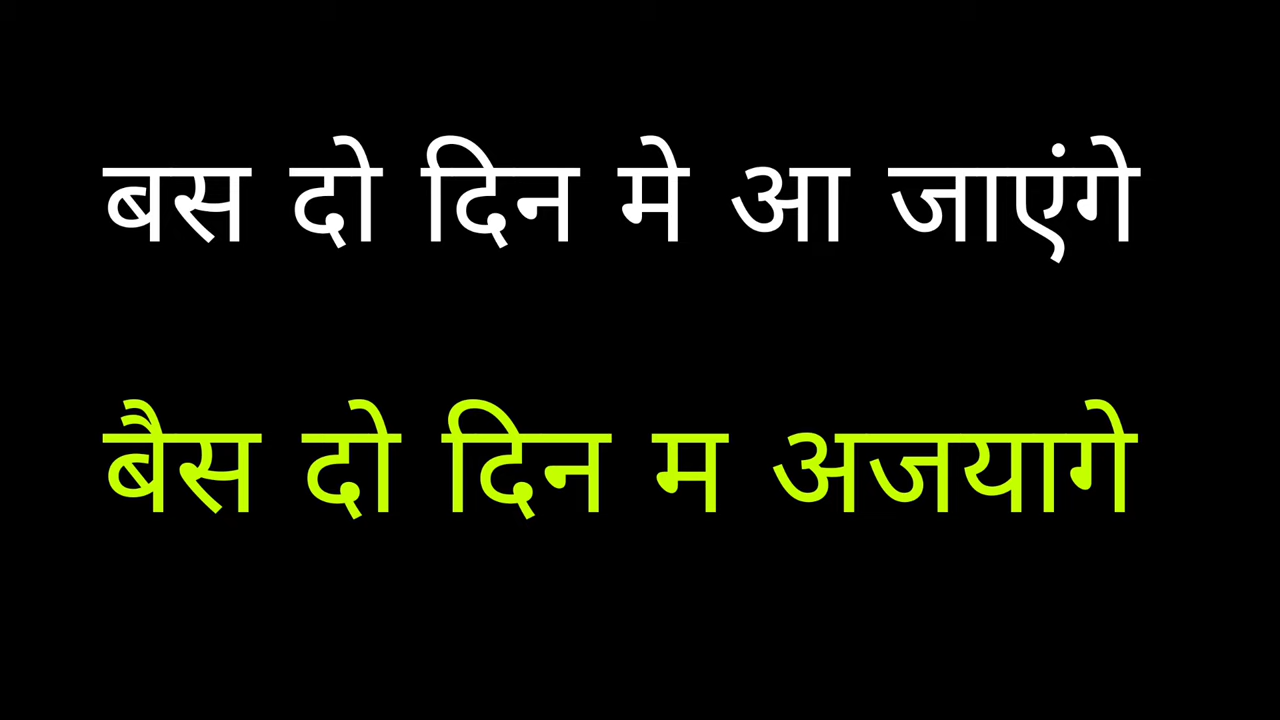 बस दो दिन मे आ जाएंगे
बैस दो दिन म अजयागे